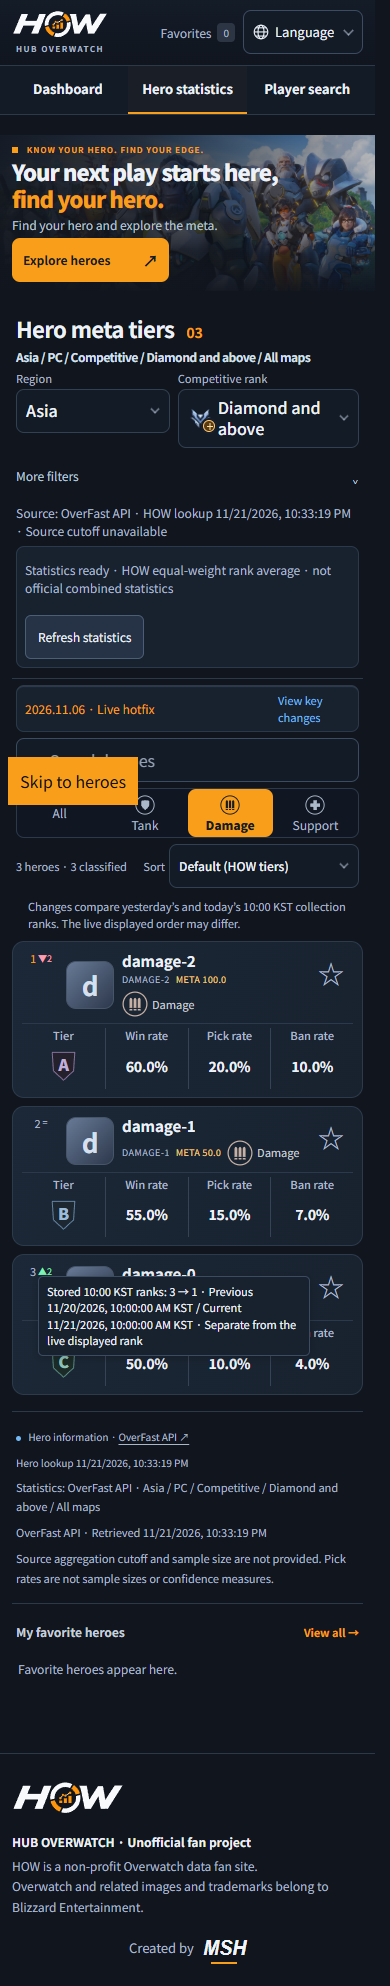 HOW
HUB OVERWATCH
Favorites 0
Language
Dashboard
Hero statistics
Player search
KNOW YOUR HERO. FIND YOUR EDGE.
Your next play starts here,
find your hero.
Find your hero and explore the meta.
Explore heroes ↗
Hero meta tiers 03
Asia / PC / Competitive / Diamond and above / All maps
Region
Competitive rank
Asia
Diamond and
above
More filters
Source: OverFast API · HOW lookup 11/21/2026, 10:33:19 PM
· Source cutoff unavailable
Statistics ready · HOW equal-weight rank average · not
official combined statistics
Refresh statistics
2026.11.06 · Live hotfix
View key
changes
Skip to heroes
All
Tank
Damage
Support
3 heroes · 3 classified
Sort
Default (HOW tiers)
Changes compare yesterday's and today's 10:00 KST collection
ranks. The live displayed order may differ.
1 ▼2
d
damage-2
DAMAGE-2 META 100.0
Damage
Tier
Win rate
Pick rate
Ban rate
A
60.0%
20.0%
10.0%
2 =
d
damage-1
DAMAGE-1 META 50.0
Damage
Tier
Win rate
Pick rate
Ban rate
B
55.0%
15.0%
7.0%
3 ▲2
damage-0
Stored 10:00 KST ranks: 3 → 1 · Previous
11/20/2026, 10:00:00 AM KST / Current
11/21/2026, 10:00:00 AM KST · Separate from the
live displayed rank
rate
C
50.0%
10.0%
4.0%
Hero information · OverFast API ↗
Hero lookup 11/21/2026, 10:33:19 PM
Statistics: OverFast API · Asia / PC / Competitive / Diamond and
above / All maps
OverFast API · Retrieved 11/21/2026, 10:33:19 PM
Source aggregation cutoff and sample size are not provided. Pick
rates are not sample sizes or confidence measures.
My favorite heroes
View all →
Favorite heroes appear here.
HOW
HUB OVERWATCH · Unofficial fan project
HOW is a non-profit Overwatch data fan site.
Overwatch and related images and trademarks belong to
Blizzard Entertainment.
Created by MSH